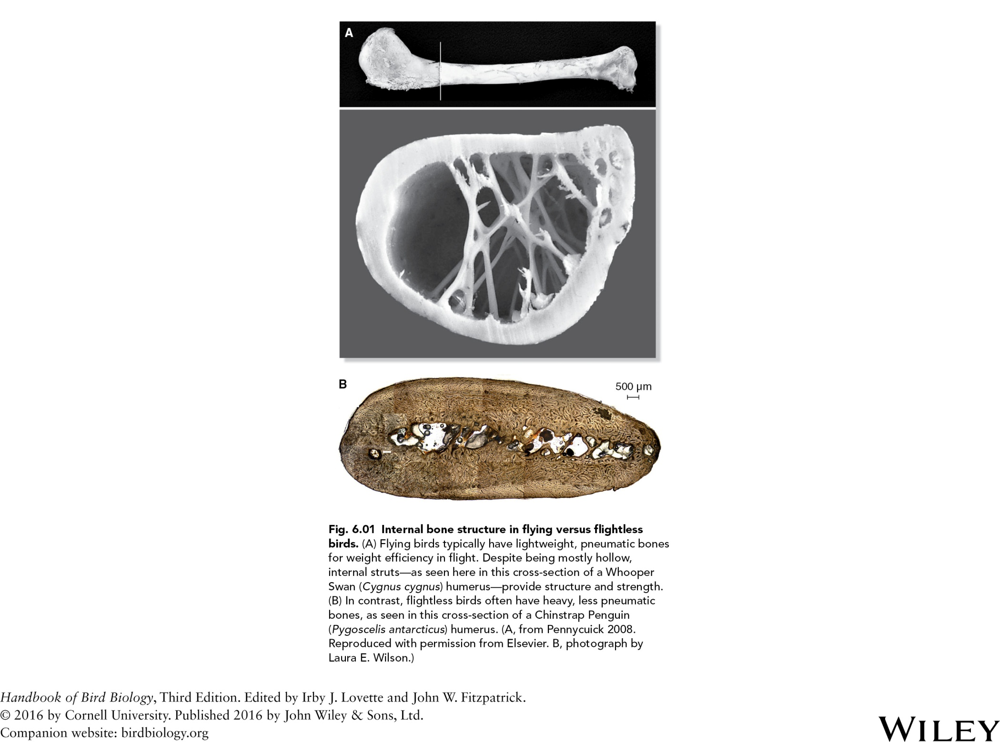 A
B
500 µm
Fig. 6.01 Internal bone structure in flying versus flightless
birds. (A) Flying birds typically have lightweight, pneumatic bones
for weight efficiency in flight. Despite being mostly hollow,
internal struts—as seen here in this cross-section of a Whooper
Swan (Cygnus cygnus) humerus—provide structure and strength.
(B) In contrast, flightless birds often have heavy, less pneumatic
bones, as seen in this cross-section of a Chinstrap Penguin
(Pygoscelis antarcticus) humerus. (A, from Pennycuick 2008.
Reproduced with permission from Elsevier. B, photograph by
Laura E. Wilson.)
Handbook of Bird Biology, Third Edition. Edited by Irby J. Lovette and John W. Fitzpatrick.
© 2016 by Cornell University. Published 2016 by John Wiley & Sons, Ltd.
Companion website: birdbiology.org
WILEY